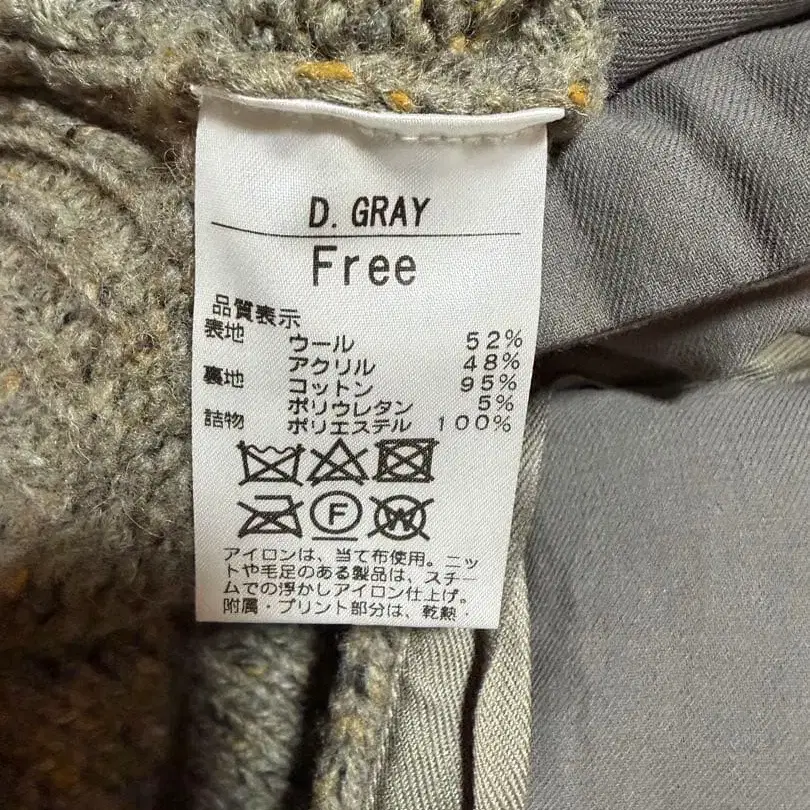 D. GRAY
Free
品質表示
表地 ウール 52%
アクリル 48%
裏地 コットン 95%
ポリウレタン 5%
詰物 ポリエステル 100%
F
W
アイロンは、当て布使用。ニッ
トや毛足のある製品は、スチー
ムでの浮かしアイロン仕上げ。
附属・プリント部分は、乾熱・